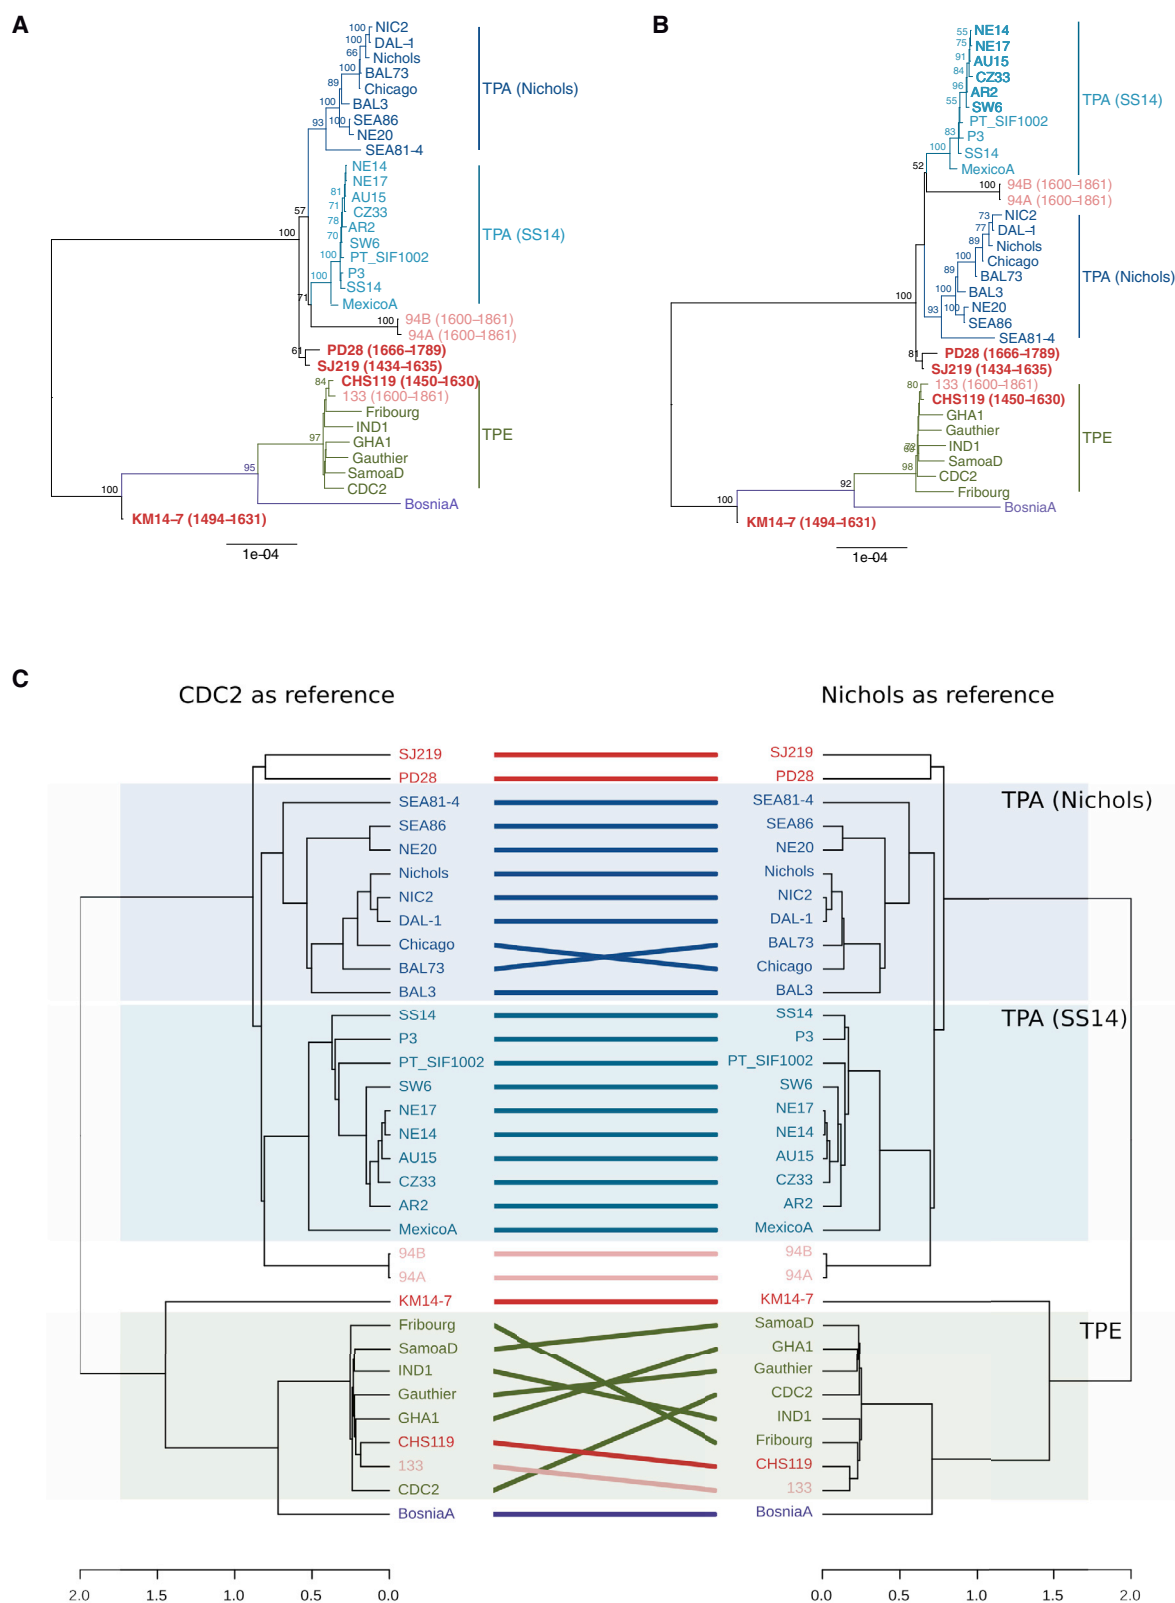 A
100
NIC2
100
DAL-1
66
Nichols
100
BAL73
89
Chicago
100
BAL3
100
SEA86
NE20
93
SEA81-4
TPA (Nichols)
NE14
NE17
81
AU15
71
CZ33
78
AR2
70
SW6
100
PT_SIF1002
P3
100
SS14
MexicoA
TPA (SS14)
57
100
71
100
94B (1600–1861)
94A (1600–1861)
61
PD28 (1666–1789)
SJ219 (1434–1635)
84
CHS119 (1450–1630)
133 (1600–1861)
Fribourg
IND1
97
GHA1
Gauthier
SamoaD
CDC2
TPE
95
BosniaA
100
KM14–7 (1494–1631)
1e–04
B
55
NE14
75
NE17
91
AU15
84
CZ33
96
AR2
55
SW6
PT_SIF1002
83
P3
100
SS14
MexicoA
TPA (SS14)
52
100
94B (1600–1861)
94A (1600–1861)
73
NIC2
77
DAL–1
89
Nichols
100
Chicago
89
BAL73
100
BAL3
100
NE20
93
SEA86
SEA81-4
TPA (Nichols)
100
81
PD28 (1666–1789)
SJ219 (1434–1635)
80
133 (1600–1861)
CHS119 (1450–1630)
GHA1
Gauthier
IND1
SamoaD
98
CDC2
Fribourg
TPE
92
BosniaA
100
KM14–7 (1494–1631)
1e–04
C
CDC2 as reference
Nichols as reference
SJ219 SJ219
PD28 PD28
SEA81-4 SEA81-4 TPA (Nichols)
SEA86 SEA86
NE20 NE20
Nichols Nichols
NIC2 NIC2
DAL-1 DAL-1
Chicago BAL73
BAL73 Chicago
BAL3 BAL3
SS14 SS14 TPA (SS14)
P3 P3
PT_SIF1002 PT_SIF1002
SW6 SW6
NE17 NE17
NE14 NE14
AU15 AU15
CZ33 CZ33
AR2 AR2
MexicoA MexicoA
94B 94B
94A 94A
KM14-7 KM14-7
Fribourg SamoaD TPE
SamoaD GHA1
IND1 Gauthier
Gauthier CDC2
GHA1 IND1
CHS119 Fribourg
133 CHS119
CDC2 133
BosniaA BosniaA
2.0 1.5 1.0 0.5 0.0 0.0 0.5 1.0 1.5 2.0